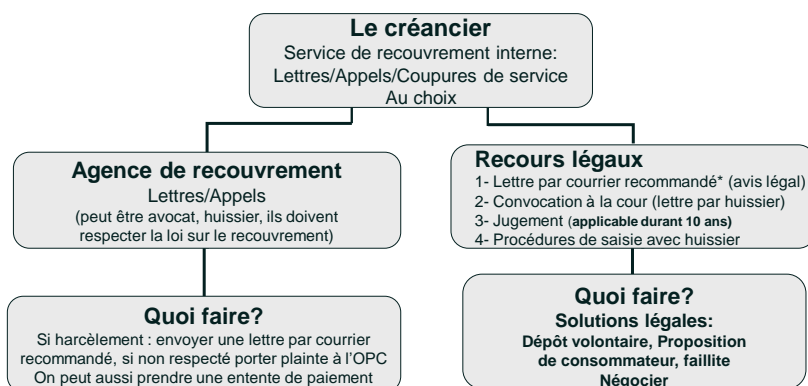 Le créancier
Service de recouvrement interne:
Lettres/Appels/Coupures de service
Au choix
Agence de recouvrement
Lettres/Appels
(peut être avocat, huissier, ils doivent
respecter la loi sur le recouvrement)
Recours légaux
1- Lettre par courrier recommandé* (avis légal)
2- Convocation à la cour (lettre par huissier)
3- Jugement (applicable durant 10 ans)
4- Procédures de saisie avec huissier
Quoi faire?
Si harcèlement : envoyer une lettre par courrier
recommandé, si non respecté porter plainte à l'OPC
On peut aussi prendre une entente de paiement
Quoi faire?
Solutions légales:
Dépôt volontaire, Proposition
de consommateur, faillite
Négocier